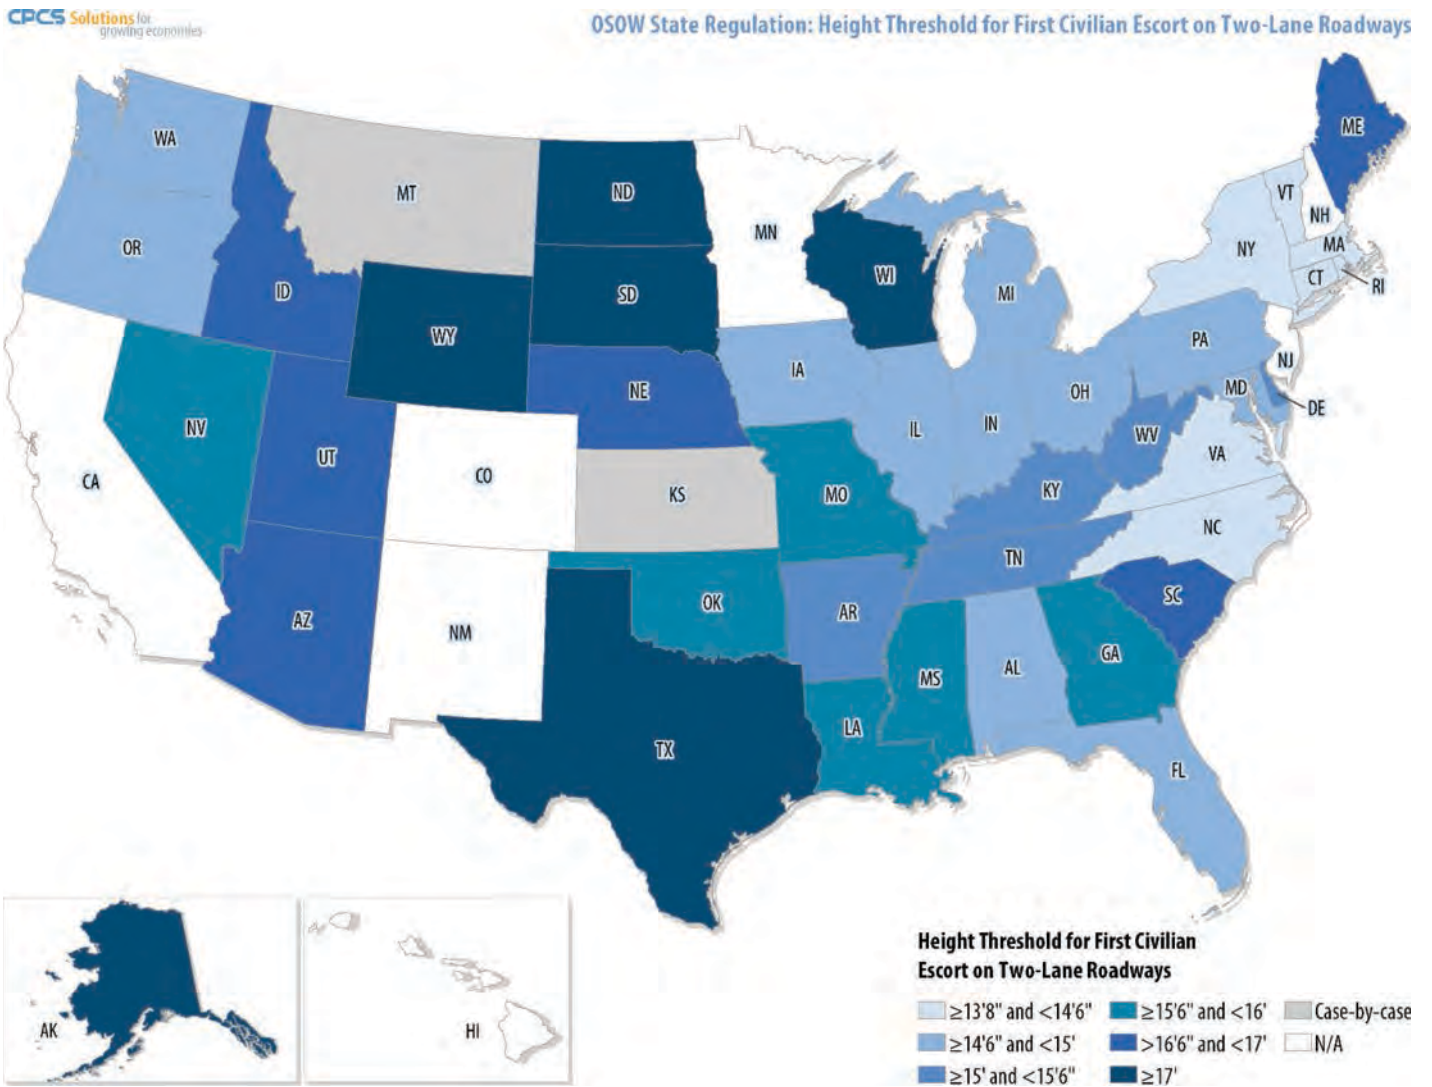 CPCS Solutions for
growing economies
OSOW State Regulation: Height Threshold for First Civilian Escort on Two-Lane Roadways
WA
MT
ND
MN
ME
VT
NH
OR
ID
SD
WI
MI
NY
MA
CT
RI
WY
IA
PA
NJ
NV
UT
NE
IL
IN
OH
MD
DE
CA
CO
KS
MO
KY
WV
VA
NC
AZ
NM
OK
AR
TN
SC
TX
LA
MS
AL
GA
FL
AK
HI
Height Threshold for First Civilian
Escort on Two-Lane Roadways
≥13'8" and <14'6"
≥14'6" and <15'
≥15' and <15'6"
≥15'6" and <16'
>16'6" and <17'
≥17'
Case-by-case
N/A